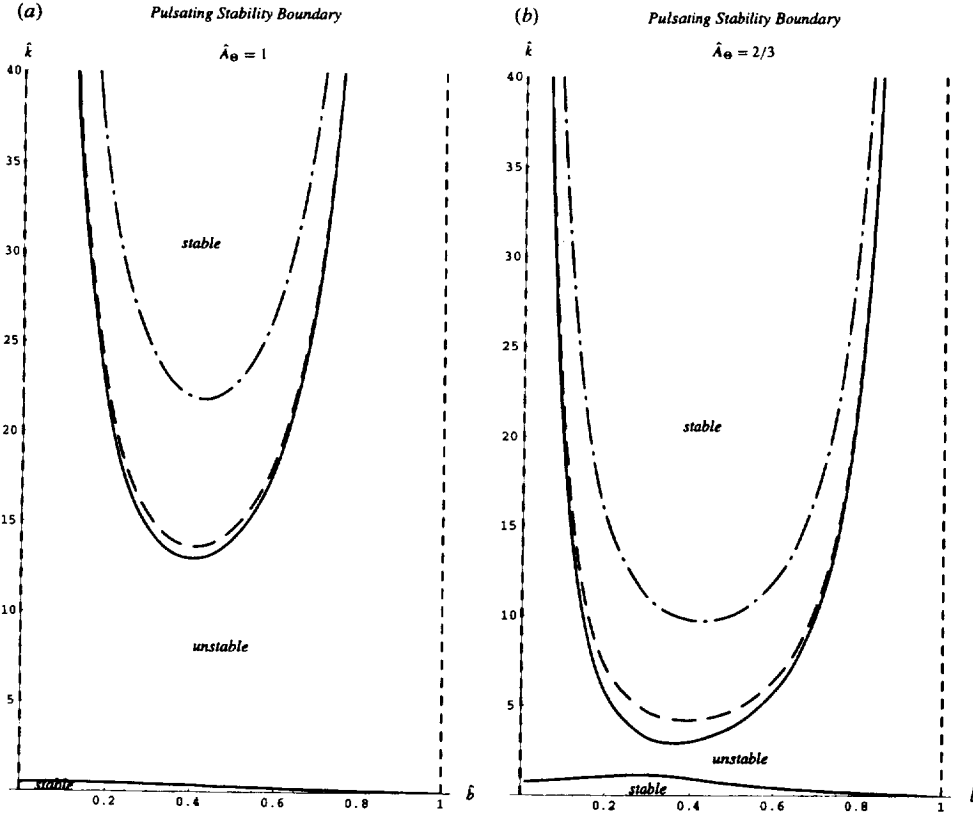 (a)
Pulsating Stability Boundary
k̂
Â_Θ = 1
40
35
30
25
20
15
10
5
stable
unstable
stable
0.2
0.4
0.6
0.8
1
b̂
(b)
Pulsating Stability Boundary
k̂
Â_Θ = 2/3
40
35
30
25
20
15
10
5
stable
unstable
stable
0.2
0.4
0.6
0.8
1